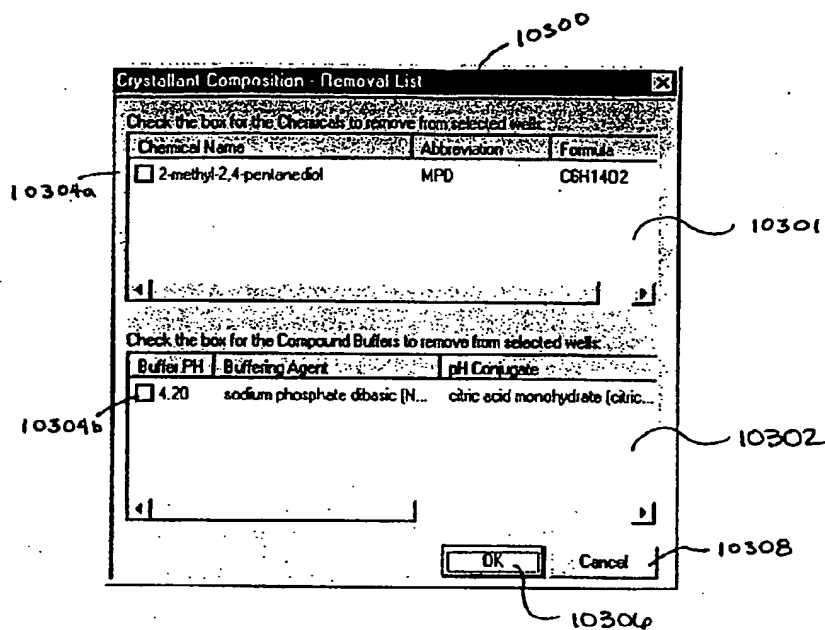 10300
Crystallant Composition - Removal List
Check the box for the Chemicals to remove from selected wells:
Chemical Name Abbreviation Formula
10304a
2-methyl-2,4-pentanediol MPD C6H14O2
10301
Check the box for the Compound Buffers to remove from selected wells:
Buffer PH Buffering Agent pH Conjugate
4.20 sodium phosphate dibasic [N... citric acid monohydrate [citric...
10304b
10302
OK Cancel
10308
10306